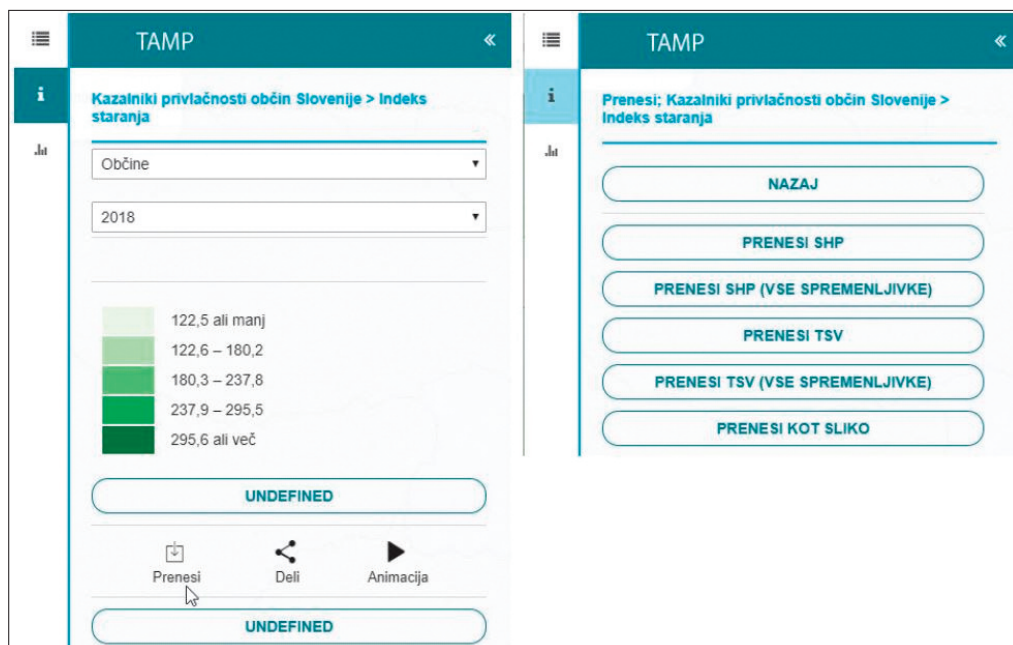 TAMP
«
Kazalniki privlačnosti občin Slovenije > Indeks
staranja
Občine
2018
122,5 ali manj
122,6 – 180,2
180,3 – 237,8
237,9 – 295,5
295,6 ali več
UNDEFINED
Prenesi Deli Animacija
UNDEFINED
TAMP
«
Prenesi; Kazalniki privlačnosti občin Slovenije >
Indeks staranja
NAZAJ
PRENESI SHP
PRENESI SHP (VSE SPREMENLJIVKE)
PRENESI TSV
PRENESI TSV (VSE SPREMENLJIVKE)
PRENESI KOT SLIKO